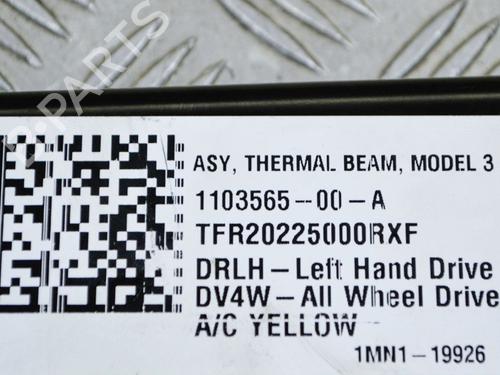 B-PARTS
ASY, THERMAL BEAM, MODEL 3
1103565-00-A
TFR20225000RXF
DRLH-Left Hand Drive
DV4W-All Wheel Drive
A/C YELLOW
1MN1-19926